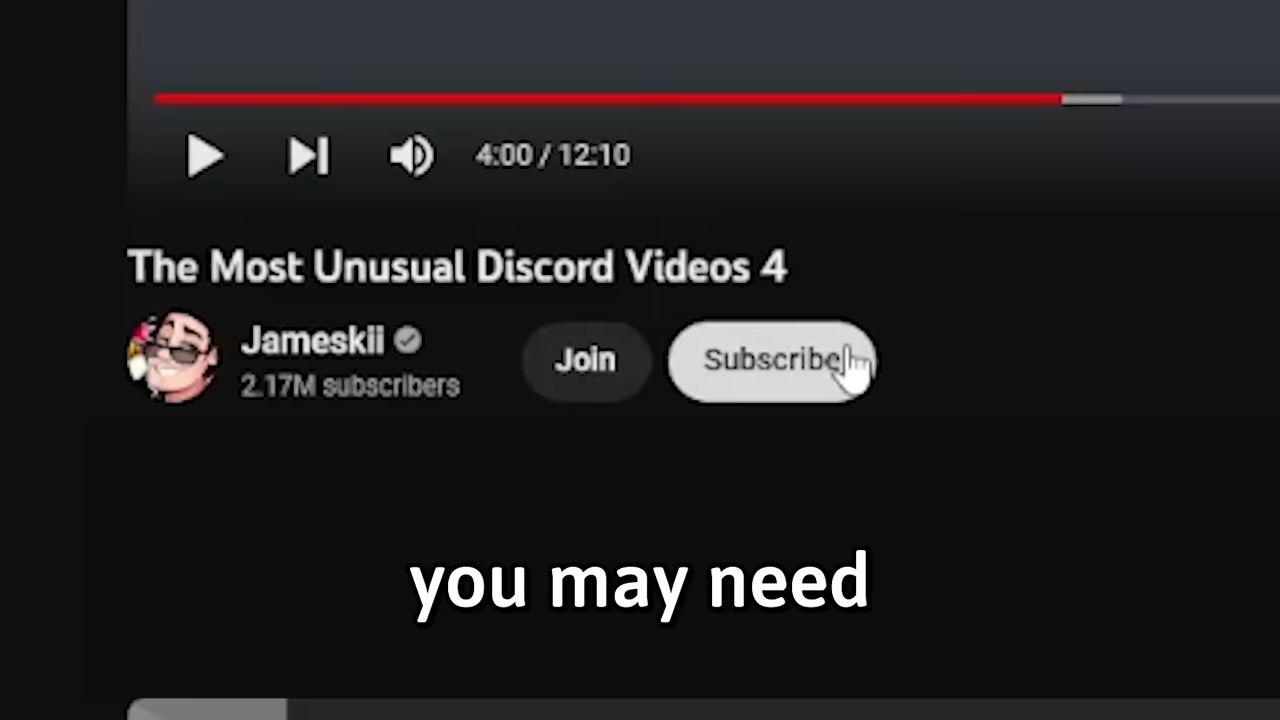 4:00 / 12:10
The Most Unusual Discord Videos 4
Jameskii
2.17M subscribers
Join
Subscribe
you may need